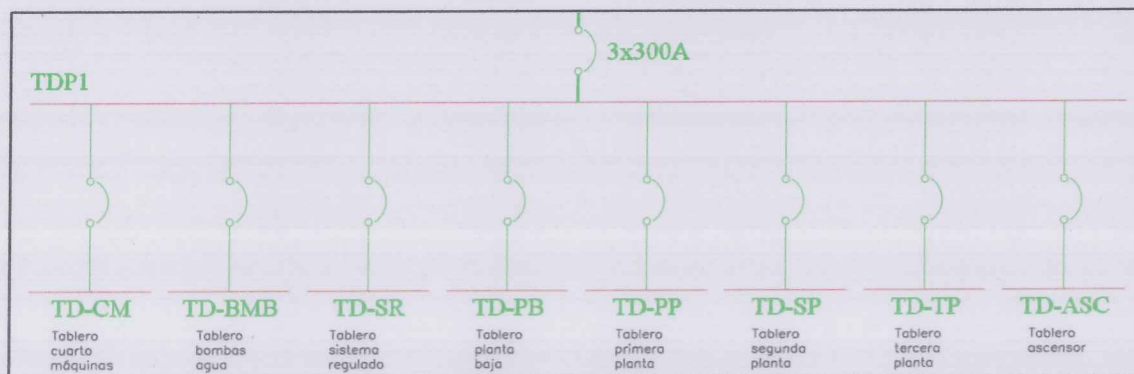 3x300A
TDP1
TD-CM
Tablero
cuarto
máquinas
TD-BMB
Tablero
bombas
agua
TD-SR
Tablero
sistema
regulado
TD-PB
Tablero
planta
baja
TD-PP
Tablero
primera
planta
TD-SP
Tablero
segunda
planta
TD-TP
Tablero
tercera
planta
TD-ASC
Tablero
ascensor